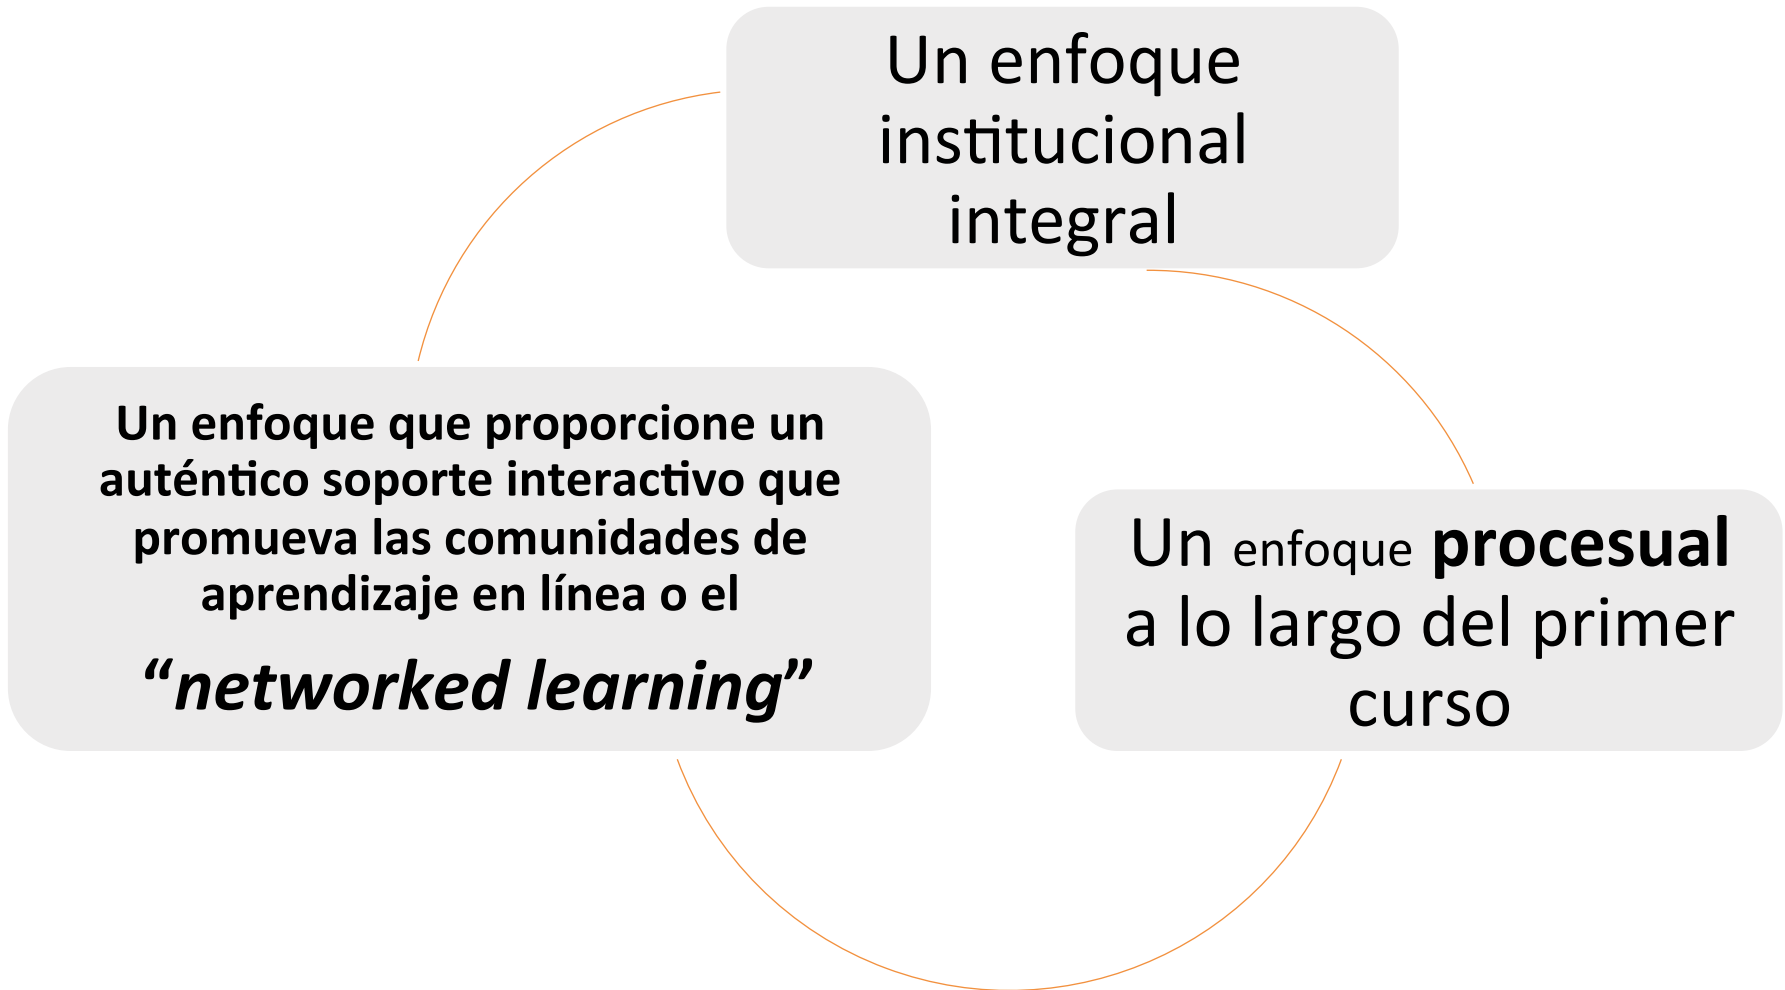 Un enfoque
institucional
integral
Un enfoque que proporcione un
auténtico soporte interactivo que
promueva las comunidades de
aprendizaje en línea o el
“networked learning”
Un enfoque procesual
a lo largo del primer
curso